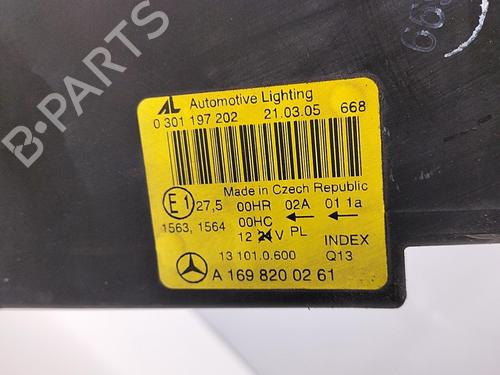 B-PARTS
AL Automotive Lighting
0 301 197 202 21.03.05 668
Made in Czech Republic
E1 27,5 00HR 02A 01 1a
1563, 1564 00HC ← ←
12 24 V PL INDEX
13 101.0.600 Q13
A 169 820 02 61